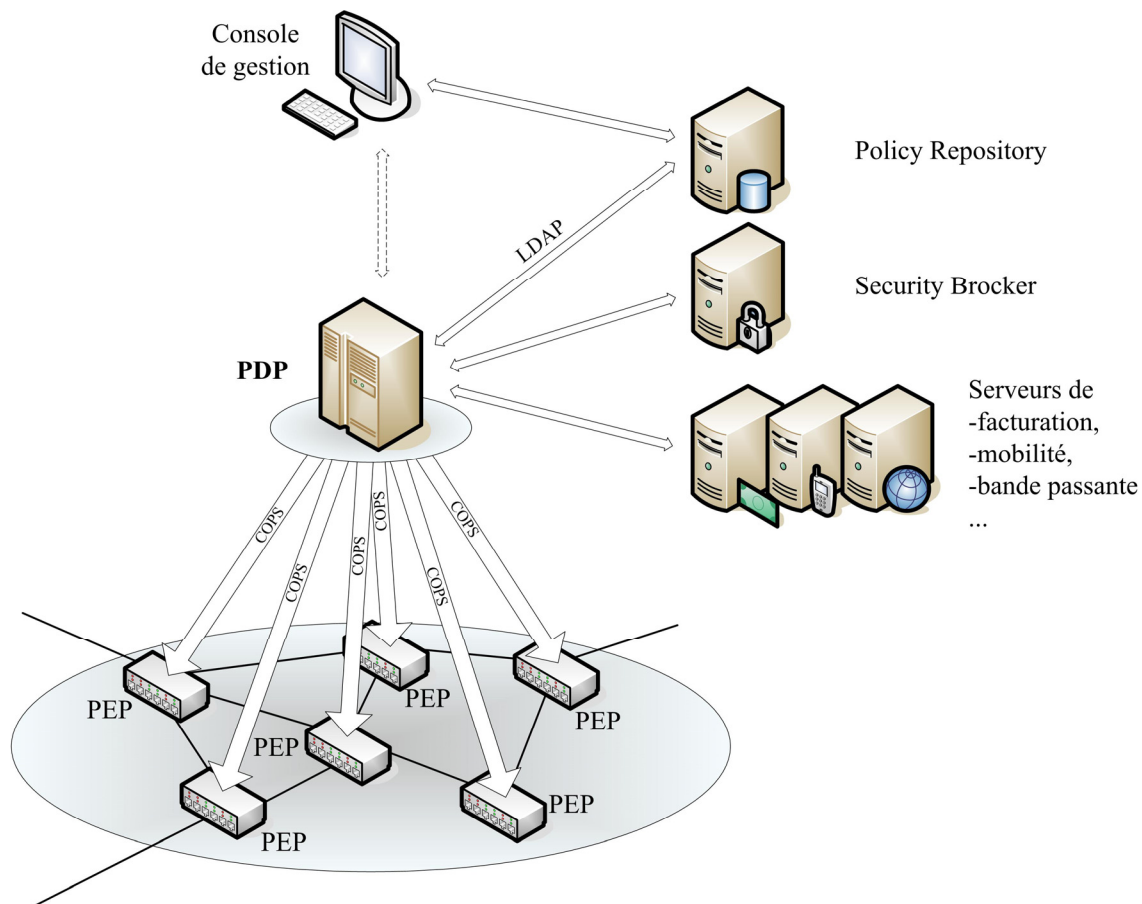 Console
de gestion
Policy Repository
LDAP
Security Brocker
PDP
Serveurs de
-facturation,
-mobilité,
-bande passante
...
COPS
COPS
COPS
COPS
COPS
COPS
PEP
PEP
PEP
PEP
PEP
PEP